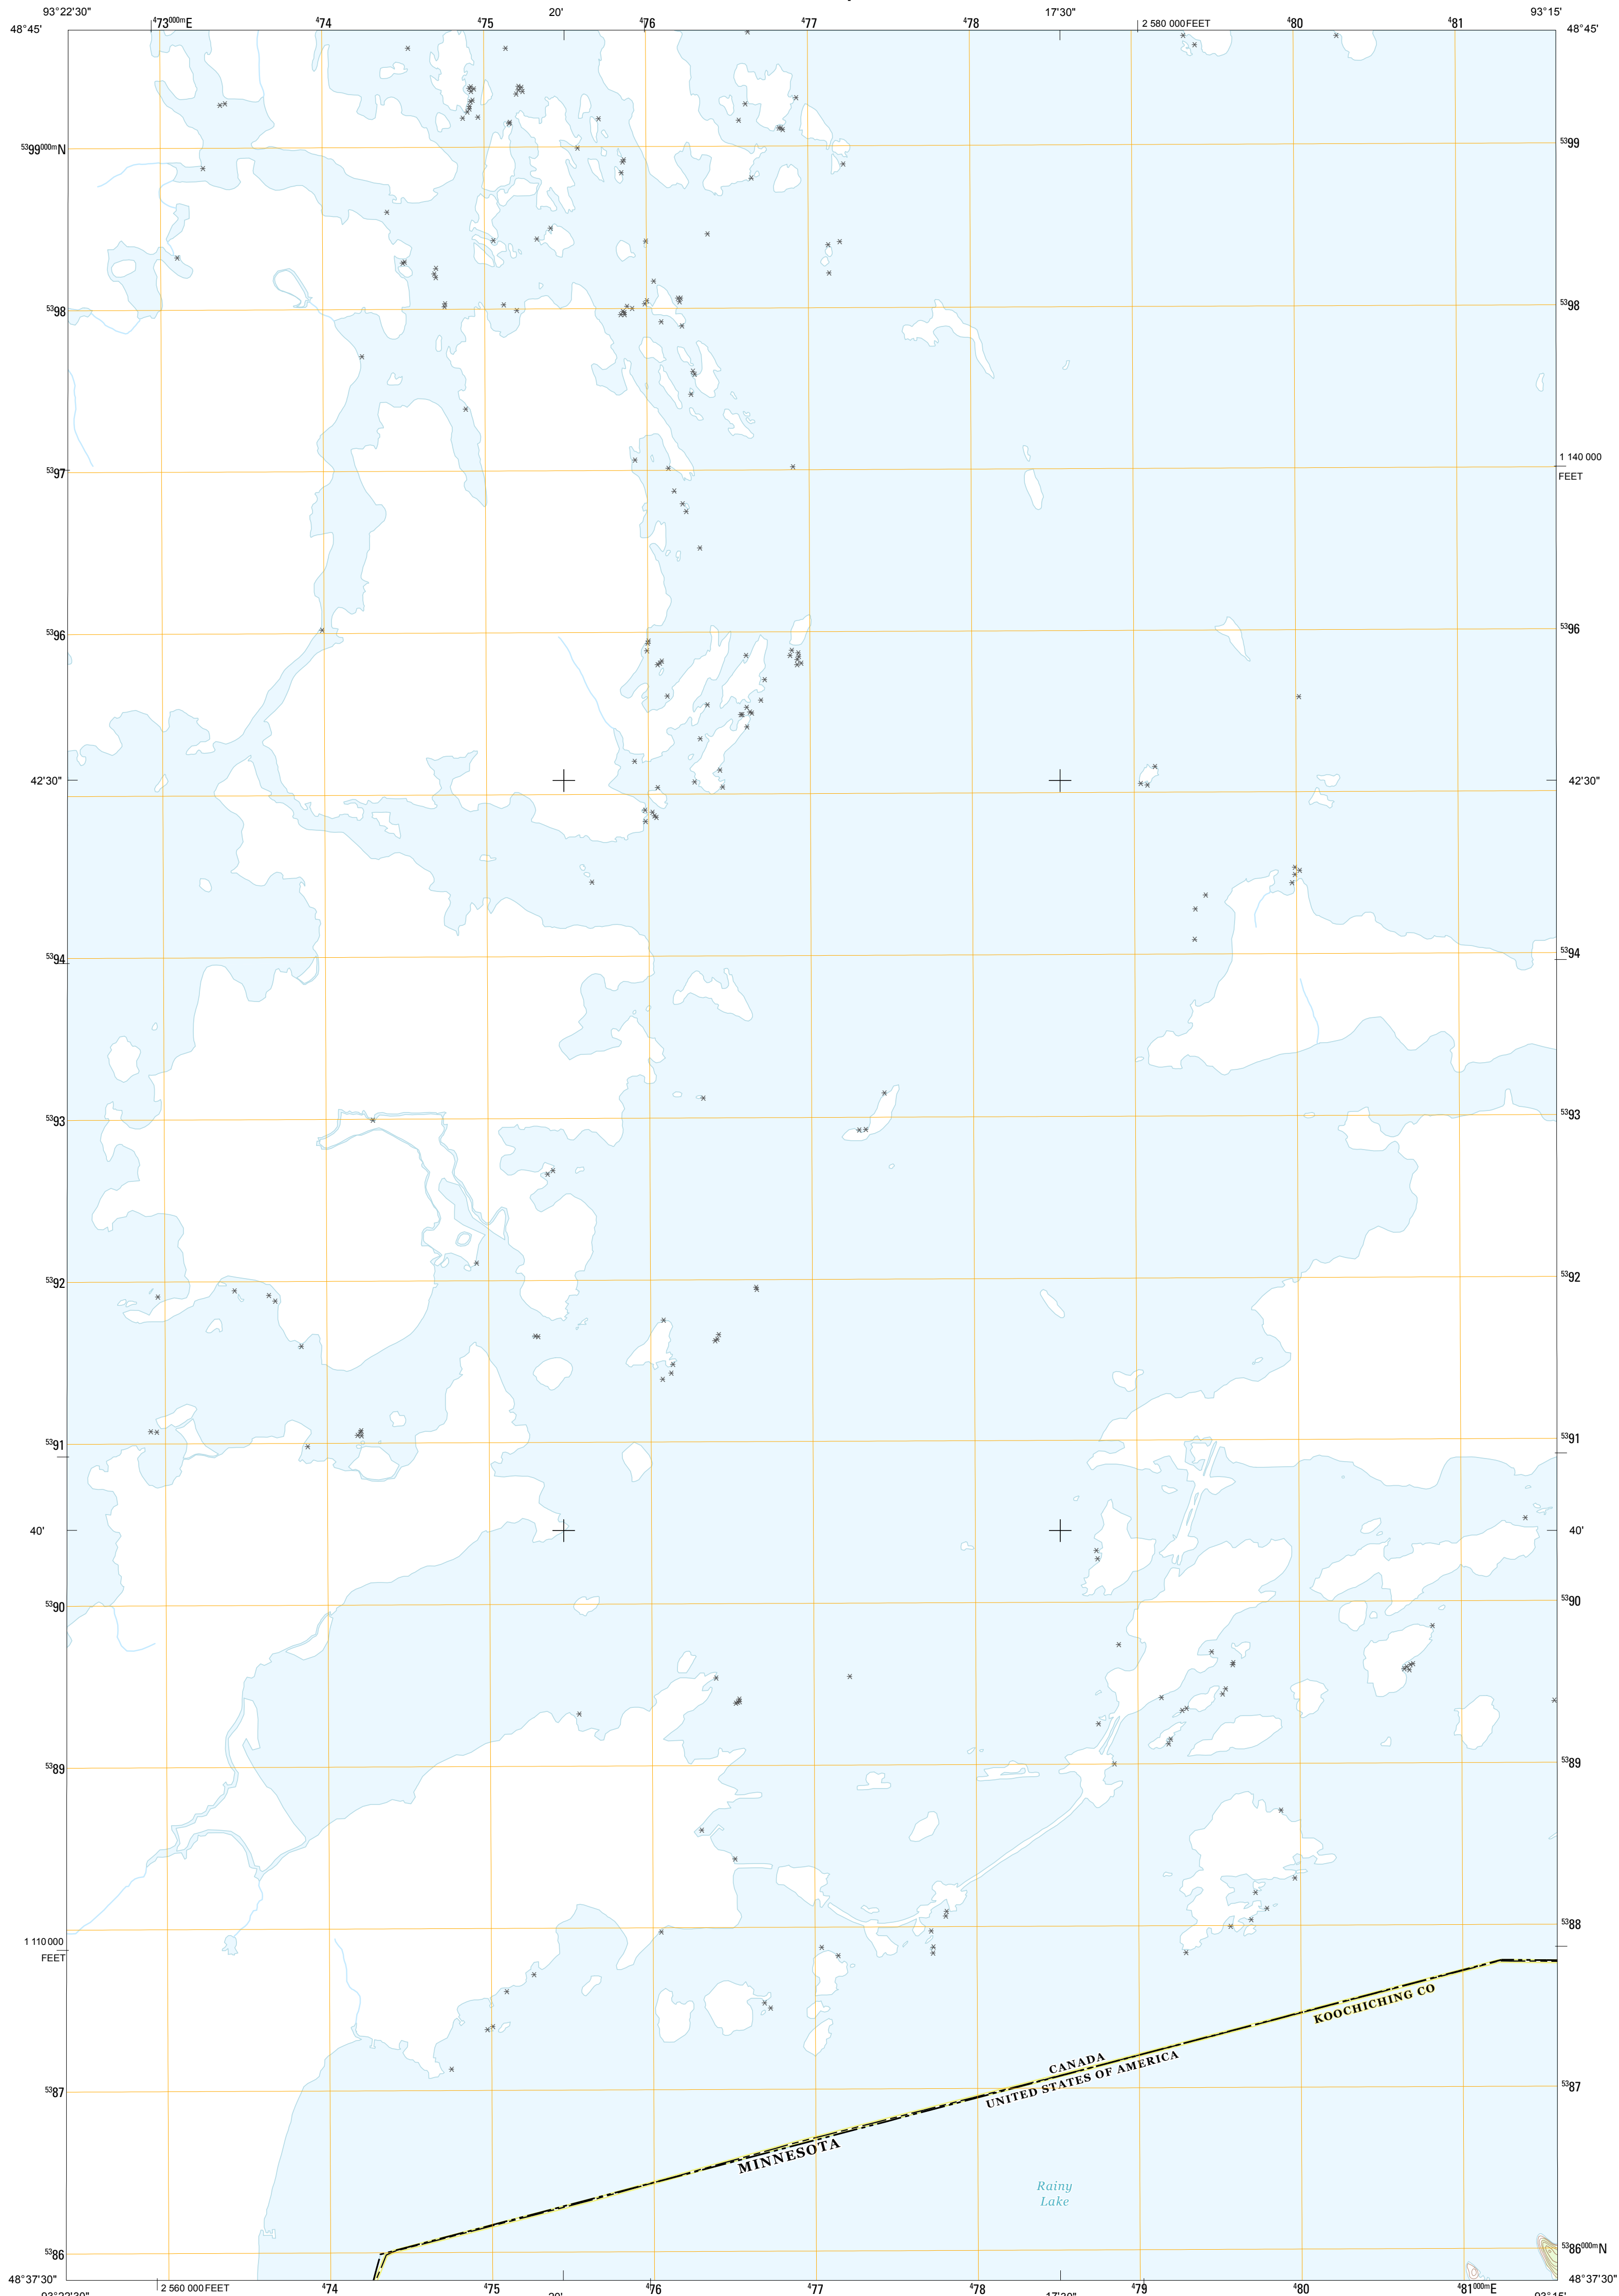 93°22'30" ⁴73⁰⁰⁰ᵐE ⁴74 ⁴75 20' ⁴76 ⁴77 ⁴78 17'30" 2 580 000 FEET ⁴80 ⁴81 93°15'
48°45' 48°45'
⁵³99⁰⁰⁰ᵐN ⁵³99
⁵³98 ⁵³98
1 140 000
FEET
⁵³97
⁵³96 ⁵³96
42'30" 42'30"
⁵³94 ⁵³94
⁵³93 ⁵³93
⁵³92 ⁵³92
⁵³91 ⁵³91
40' 40'
⁵³90 ⁵³90
⁵³89 ⁵³89
⁵³88
1 110 000
FEET
KOOCHICHING CO
CANADA
UNITED STATES OF AMERICA
⁵³87 ⁵³87
MINNESOTA
Rainy
Lake
⁵³86 ⁵³86⁰⁰⁰ᵐN
48°37'30" 48°37'30"
2 560 000 FEET ⁴74 ⁴75 ⁴76 ⁴77 ⁴78 ⁴79 ⁴80 ⁴81⁰⁰⁰ᵐE